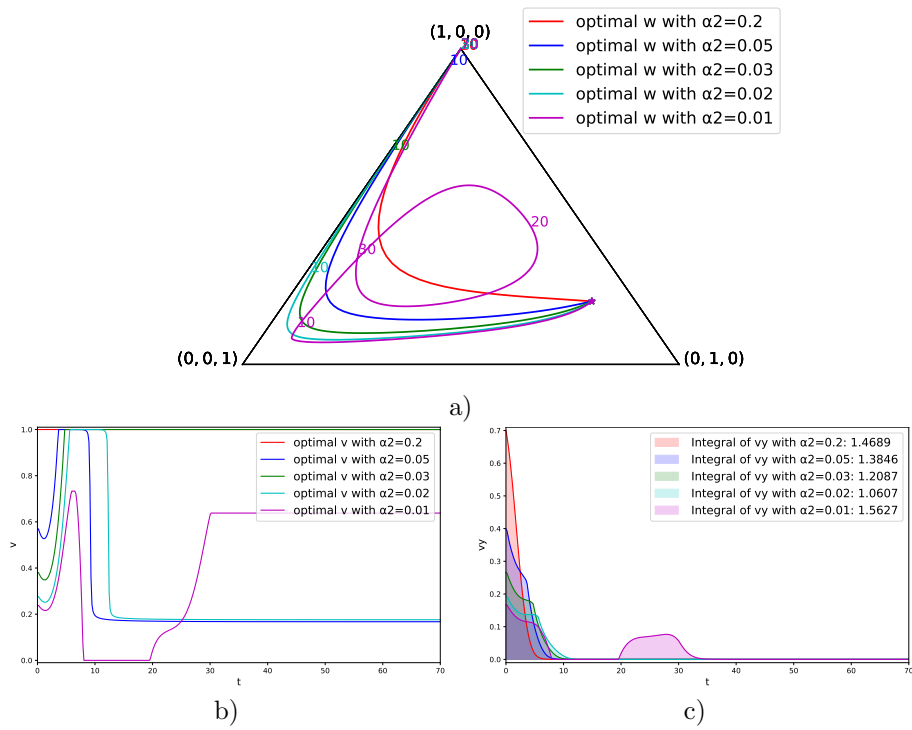 (1, 0, 0)
10
optimal w with α2=0.2
optimal w with α2=0.05
optimal w with α2=0.03
optimal w with α2=0.02
optimal w with α2=0.01
10
20
30
10
10
(0, 0, 1)
(0, 1, 0)
a)
optimal v with α2=0.2
optimal v with α2=0.05
optimal v with α2=0.03
optimal v with α2=0.02
optimal v with α2=0.01
1.0
0.8
0.6
0.4
0.2
0.0
v
0 10 20 30 40 50 60 70
t
b)
Integral of vy with α2=0.2: 1.4689
Integral of vy with α2=0.05: 1.3846
Integral of vy with α2=0.03: 1.2087
Integral of vy with α2=0.02: 1.0607
Integral of vy with α2=0.01: 1.5627
0.7
0.6
0.5
0.4
0.3
0.2
0.1
0.0
vy
0 10 20 30 40 50 60 70
t
c)